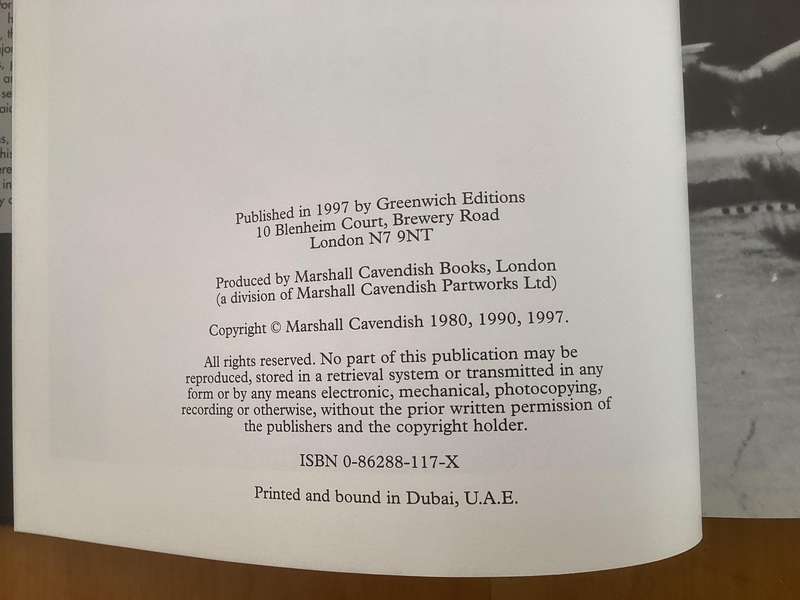 Published in 1997 by Greenwich Editions
10 Blenheim Court, Brewery Road
London N7 9NT
Produced by Marshall Cavendish Books, London
(a division of Marshall Cavendish Partworks Ltd)
Copyright © Marshall Cavendish 1980, 1990, 1997.
All rights reserved. No part of this publication may be
reproduced, stored in a retrieval system or transmitted in any
form or by any means electronic, mechanical, photocopying,
recording or otherwise, without the prior written permission of
the publishers and the copyright holder.
ISBN 0-86288-117-X
Printed and bound in Dubai, U.A.E.